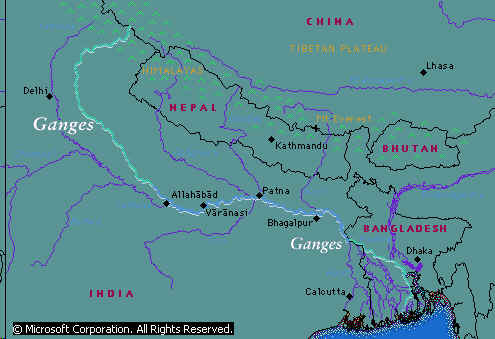 CHINA
TIBETAN PLATEAU
Lhasa
HIMALAYAS
Delhi
NEPAL
Mt. Everest
Ganges
Kathmandu
BHUTAN
Allahābād
Patna
Vārānasi
Bhagalpur
BANGLADESH
Ganges
Dhaka
INDIA
Calcutta
© Microsoft Corporation. All Rights Reserved.